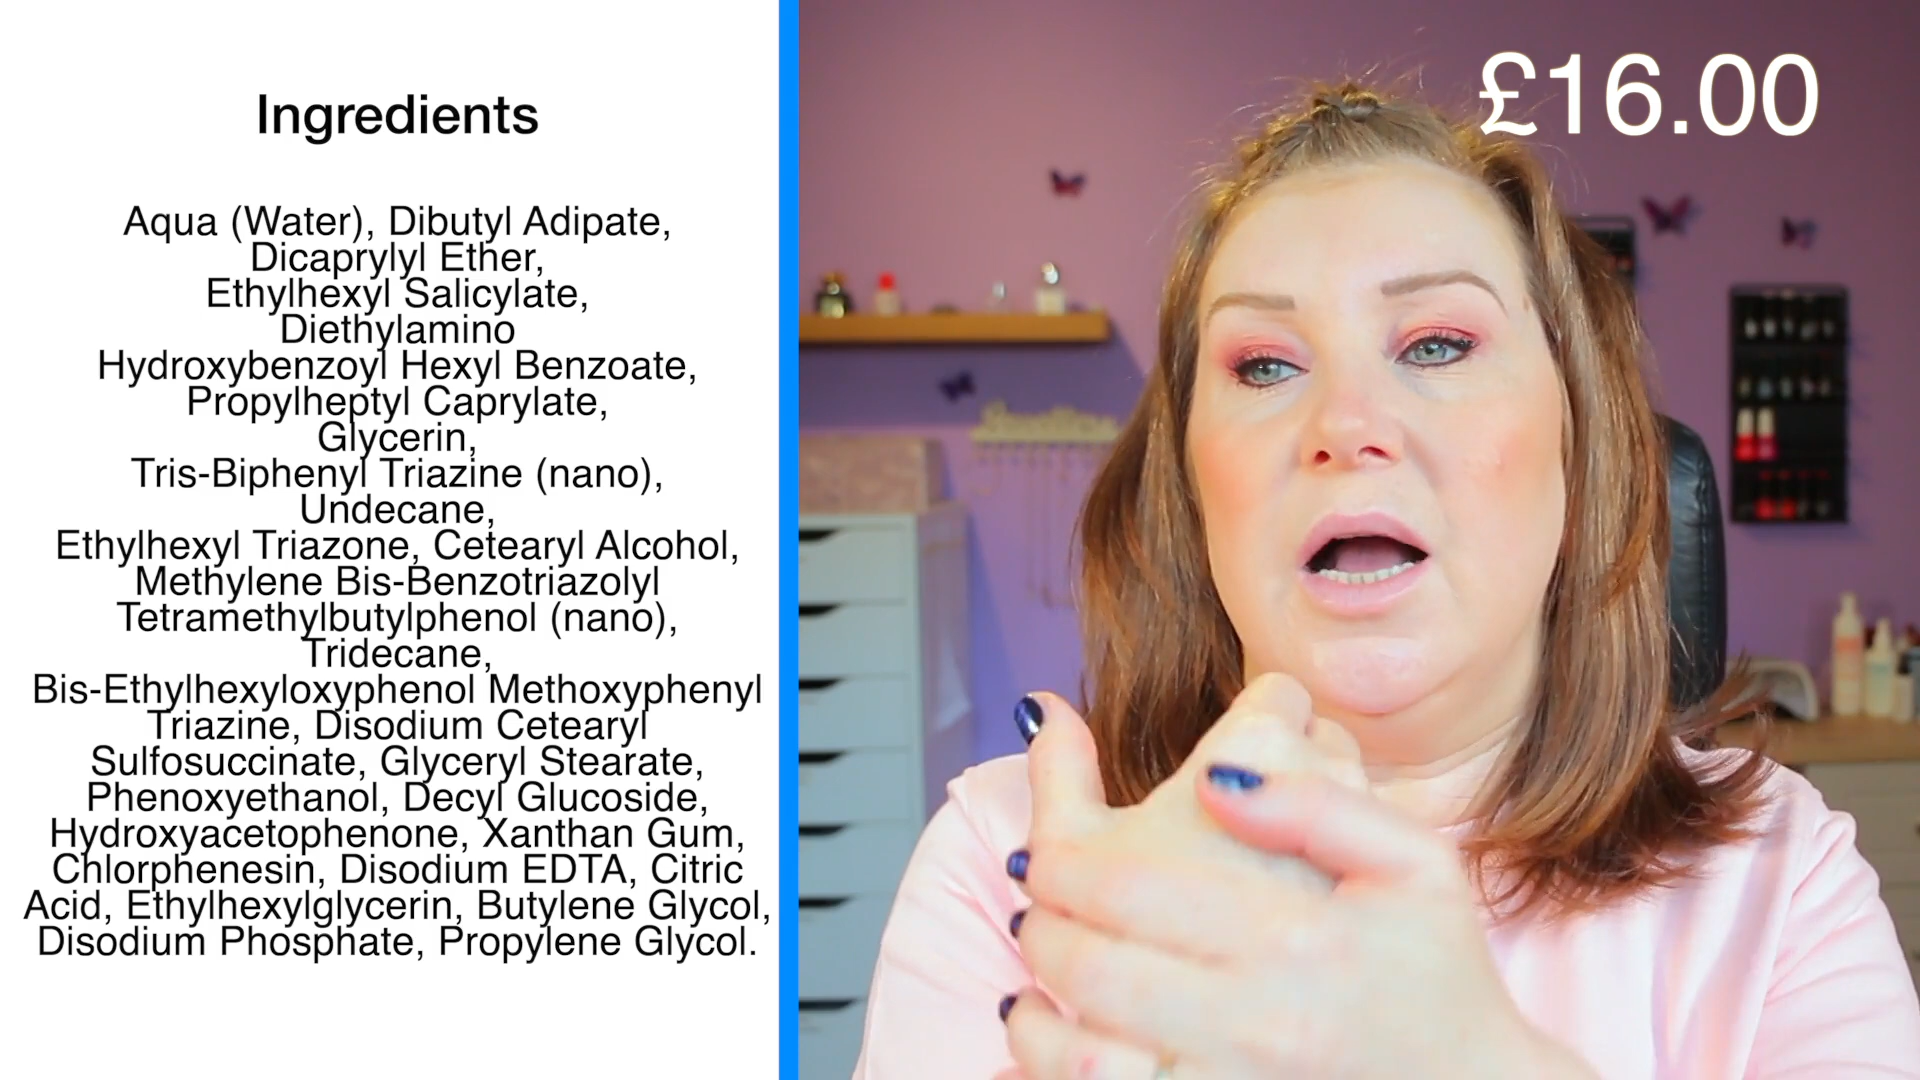 Ingredients
Aqua (Water), Dibutyl Adipate,
Dicaprylyl Ether,
Ethylhexyl Salicylate,
Diethylamino
Hydroxybenzoyl Hexyl Benzoate,
Propylheptyl Caprylate,
Glycerin,
Tris-Biphenyl Triazine (nano),
Undecane,
Ethylhexyl Triazone, Cetearyl Alcohol,
Methylene Bis-Benzotriazolyl
Tetramethylbutylphenol (nano),
Tridecane,
Bis-Ethylhexyloxyphenol Methoxyphenyl
Triazine, Disodium Cetearyl
Sulfosuccinate, Glyceryl Stearate,
Phenoxyethanol, Decyl Glucoside,
Hydroxyacetophenone, Xanthan Gum,
Chlorphenesin, Disodium EDTA, Citric
Acid, Ethylhexylglycerin, Butylene Glycol,
Disodium Phosphate, Propylene Glycol.
£16.00